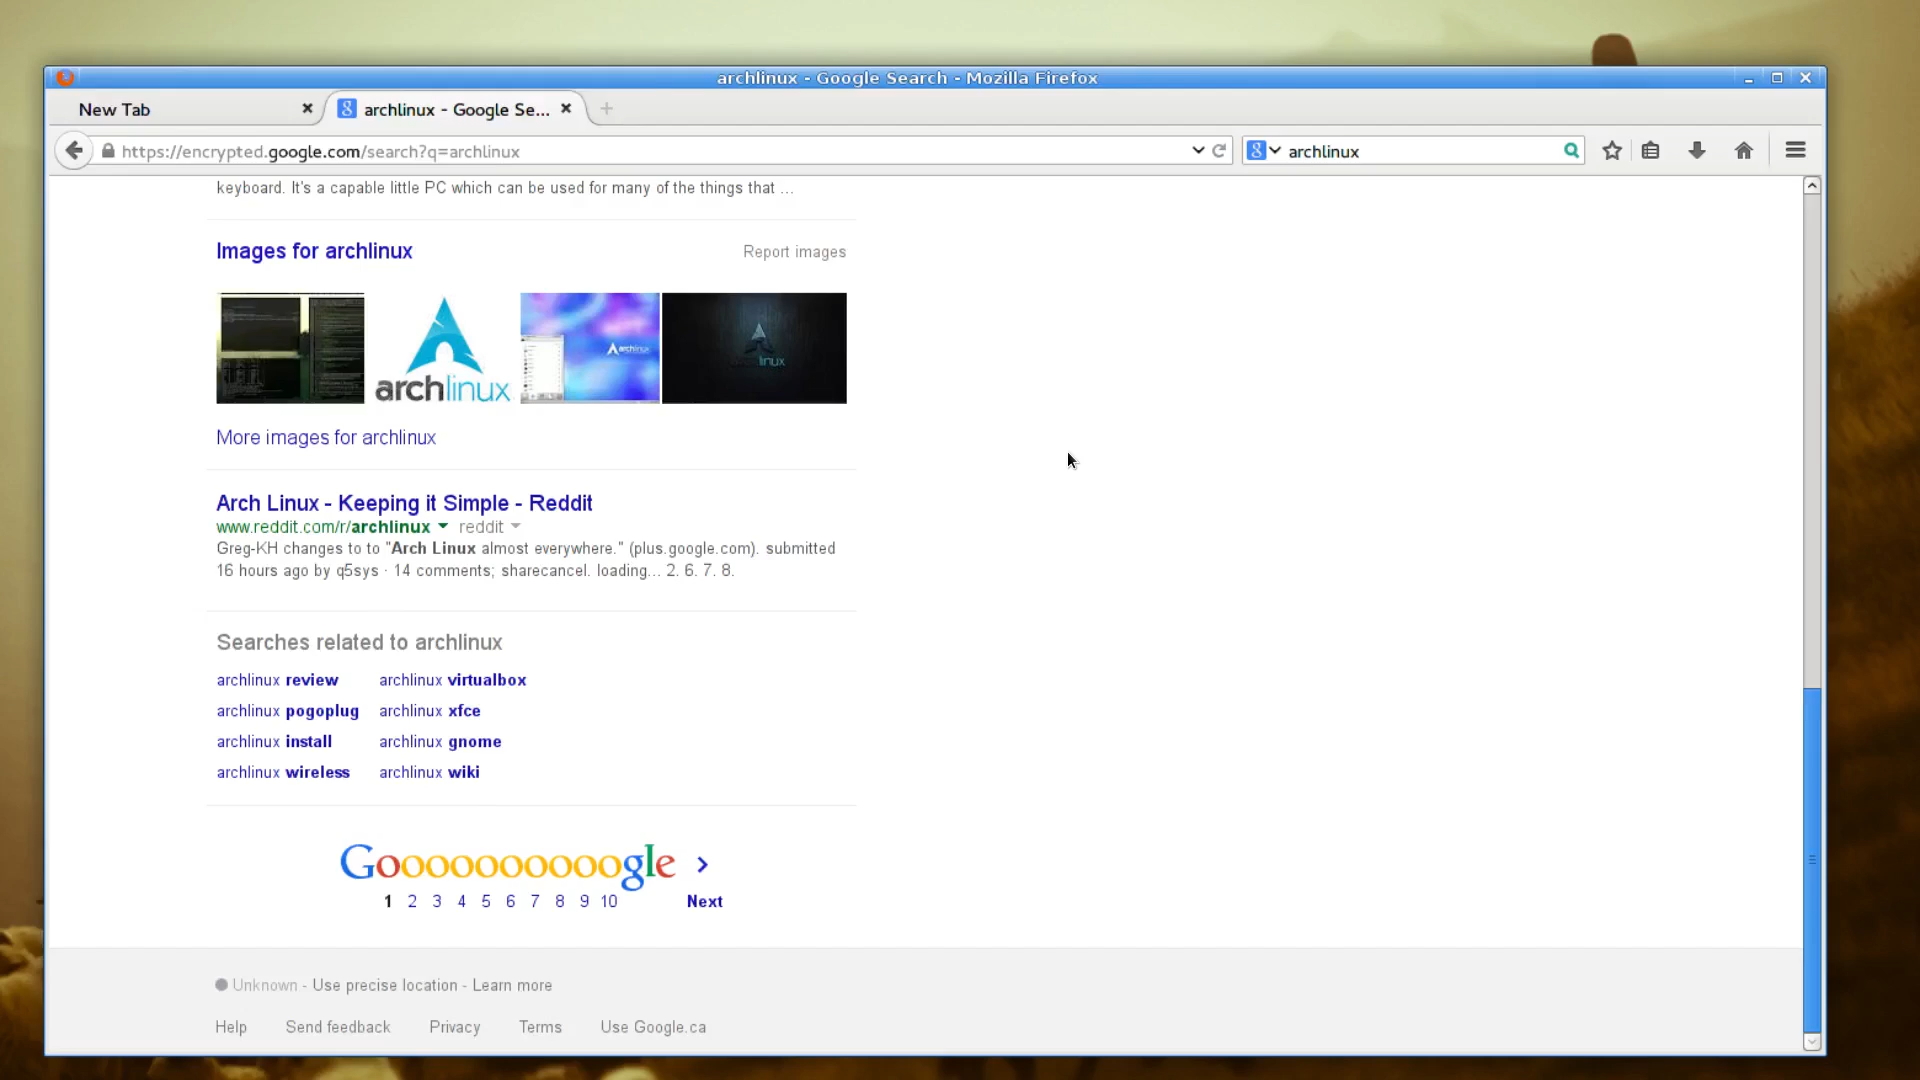 archlinux - Google Search - Mozilla Firefox
New Tab
archlinux - Google Se...
https://encrypted.google.com/search?q=archlinux
archlinux
keyboard. It's a capable little PC which can be used for many of the things that ...
Images for archlinux
Report images
archlinux
archlinux
linux
More images for archlinux
Arch Linux - Keeping it Simple - Reddit
www.reddit.com/r/archlinux
reddit
Greg-KH changes to to "Arch Linux almost everywhere." (plus.google.com). submitted
16 hours ago by q5sys · 14 comments; sharecancel. loading... 2. 6. 7. 8.
Searches related to archlinux
archlinux review
archlinux virtualbox
archlinux pogoplug
archlinux xfce
archlinux install
archlinux gnome
archlinux wireless
archlinux wiki
Goooooooooogle
1 2 3 4 5 6 7 8 9 10 Next
Unknown - Use precise location - Learn more
Help Send feedback Privacy Terms Use Google.ca